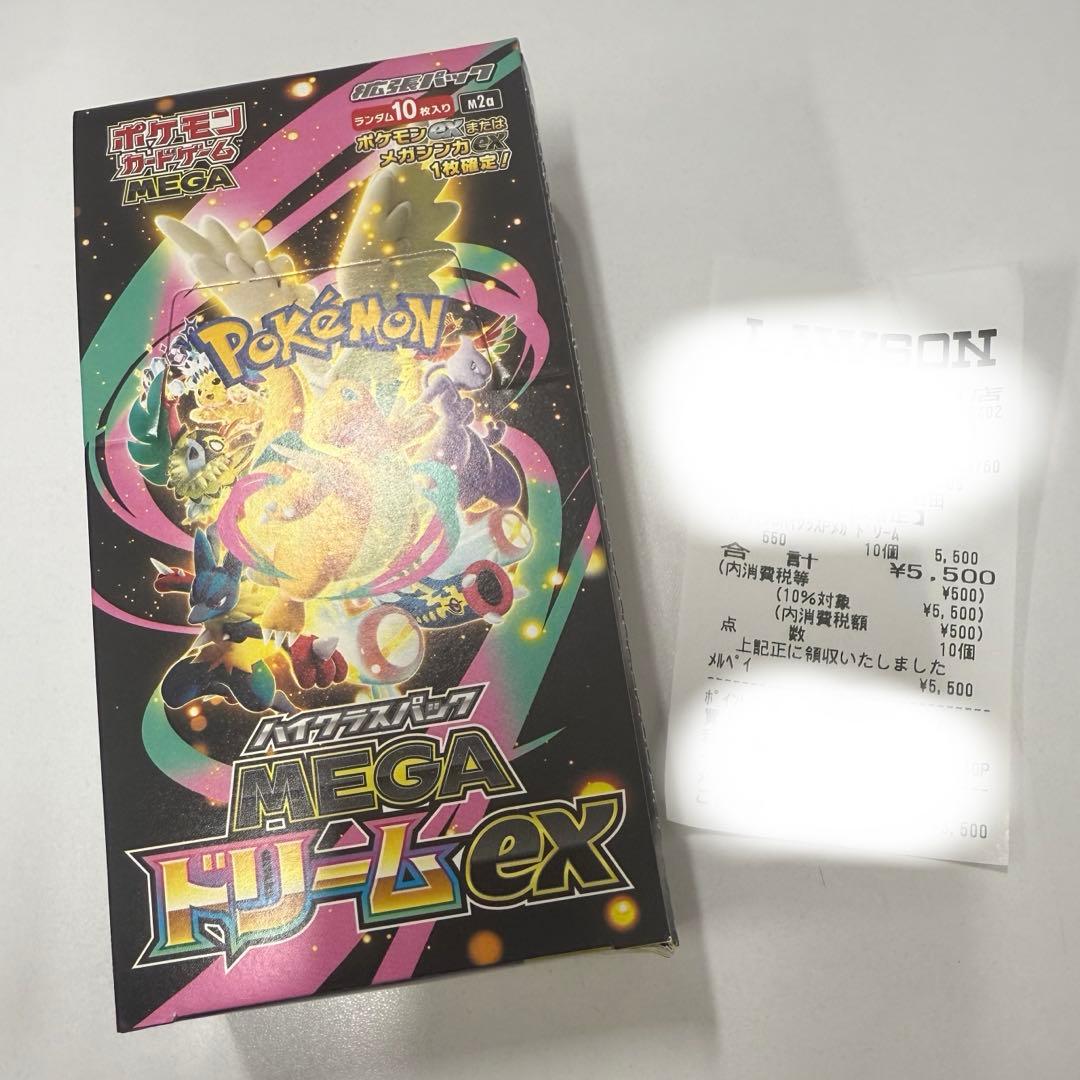 拡張パック
ランダム10枚入り M2a
ポケモンexまたは
メガシンカex
1枚確定!
ポケモン
カードゲーム
MEGA
POKÉMON
ハイクラスパック
MEGA
ドリームex
SON
店
550 10個 5,500
合 計 ¥5,500
(内消費税等 ¥500)
(10%対象 ¥5,500)
(内消費税額 ¥500)
点 数 10個
上記正に領収いたしました
メルペイ ¥5,500